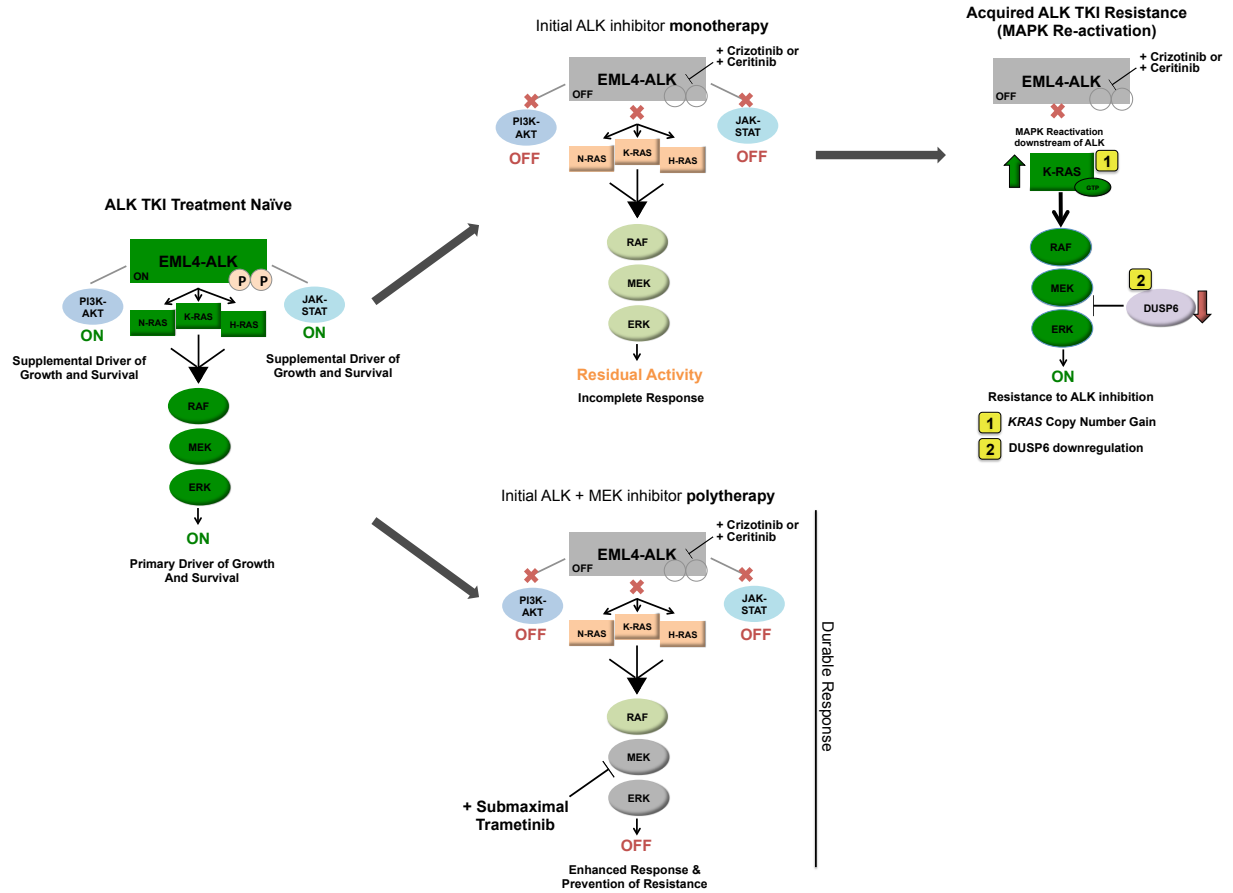 ALK TKI Treatment Naïve
EML4-ALK
ON
P
P
PI3K-
AKT
ON
N-RAS
K-RAS
H-RAS
JAK-
STAT
ON
Supplemental Driver of
Growth and Survival
Supplemental Driver of
Growth and Survival
RAF
MEK
ERK
ON
Primary Driver of Growth
And Survival
Initial ALK inhibitor monotherapy
+ Crizotinib or
+ Ceritinib
EML4-ALK
OFF
PI3K-
AKT
OFF
N-RAS
K-RAS
H-RAS
JAK-
STAT
OFF
RAF
MEK
ERK
Residual Activity
Incomplete Response
Acquired ALK TKI Resistance
(MAPK Re-activation)
+ Crizotinib or
+ Ceritinib
EML4-ALK
OFF
MAPK Reactivation
downstream of ALK
K-RAS
1
GTP
RAF
MEK
2
DUSP6
ERK
ON
Resistance to ALK inhibition
1 KRAS Copy Number Gain
2 DUSP6 downregulation
Initial ALK + MEK inhibitor polytherapy
+ Crizotinib or
+ Ceritinib
EML4-ALK
OFF
PI3K-
AKT
OFF
N-RAS
K-RAS
H-RAS
JAK-
STAT
OFF
RAF
MEK
ERK
+ Submaximal
Trametinib
OFF
Enhanced Response &
Prevention of Resistance
Durable Response